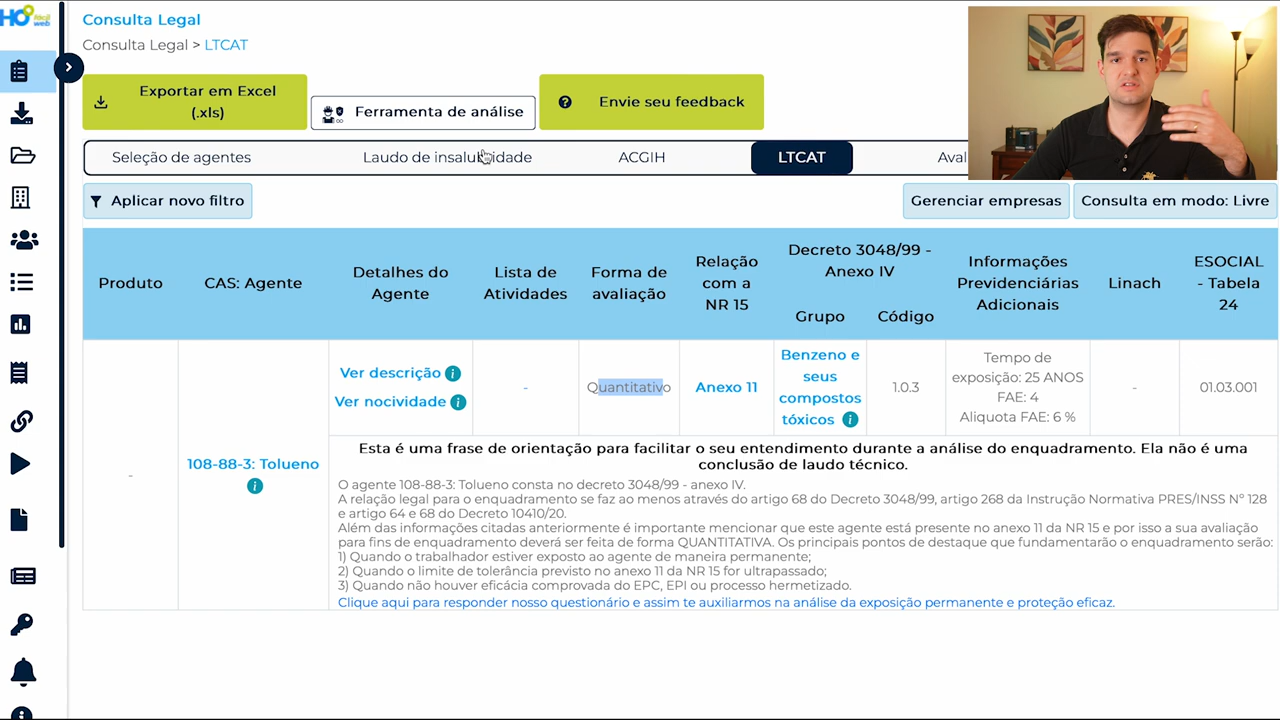 HO fácil web
Consulta Legal
Consulta Legal > LTCAT
Exportar em Excel
(.xls)
Ferramenta de análise
Envie seu feedback
Seleção de agentes
Laudo de insalubridade
ACGIH
LTCAT
Aval
Aplicar novo filtro
Gerenciar empresas
Consulta em modo: Livre
Produto
CAS: Agente
Detalhes do
Agente
Lista de
Atividades
Forma de
avaliação
Relação
com a
NR 15
Decreto 3048/99 -
Anexo IV
Grupo
Código
Informações
Previdenciárias
Adicionais
Linach
ESOCIAL
- Tabela
24
-
108-88-3: Tolueno
Ver descrição
Ver nocividade
-
Quantitativo
Anexo 11
Benzeno e
seus
compostos
tóxicos
1.0.3
Tempo de
exposição: 25 ANOS
FAE: 4
Aliquota FAE: 6 %
-
01.03.001
Esta é uma frase de orientação para facilitar o seu entendimento durante a análise do enquadramento. Ela não é uma
conclusão de laudo técnico.
O agente 108-88-3: Tolueno consta no decreto 3048/99 - anexo IV.
A relação legal para o enquadramento se faz ao menos através do artigo 68 do Decreto 3048/99, artigo 268 da Instrução Normativa PRES/INSS Nº 128
e artigo 64 e 68 do Decreto 10410/20.
Além das informações citadas anteriormente é importante mencionar que este agente está presente no anexo 11 da NR 15 e por isso a sua avaliação
para fins de enquadramento deverá ser feita de forma QUANTITATIVA. Os principais pontos de destaque que fundamentarão o enquadramento serão:
1) Quando o trabalhador estiver exposto ao agente de maneira permanente;
2) Quando o limite de tolerância previsto no anexo 11 da NR 15 for ultrapassado;
3) Quando não houver eficácia comprovada do EPC, EPI ou processo hermetizado.
Clique aqui para responder nosso questionário e assim te auxiliarmos na análise da exposição permanente e proteção eficaz.